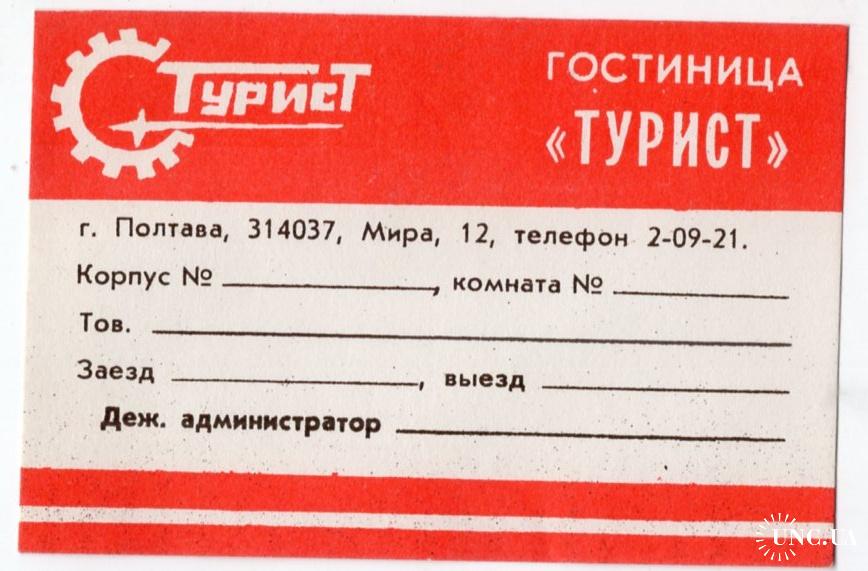 ТУРИСТ
ГОСТИНИЦА
«ТУРИСТ»
г. Полтава, 314037, Мира, 12, телефон 2-09-21.
Корпус № , комната №
Тов.
Заезд , выезд
Деж. администратор
UNC.UA